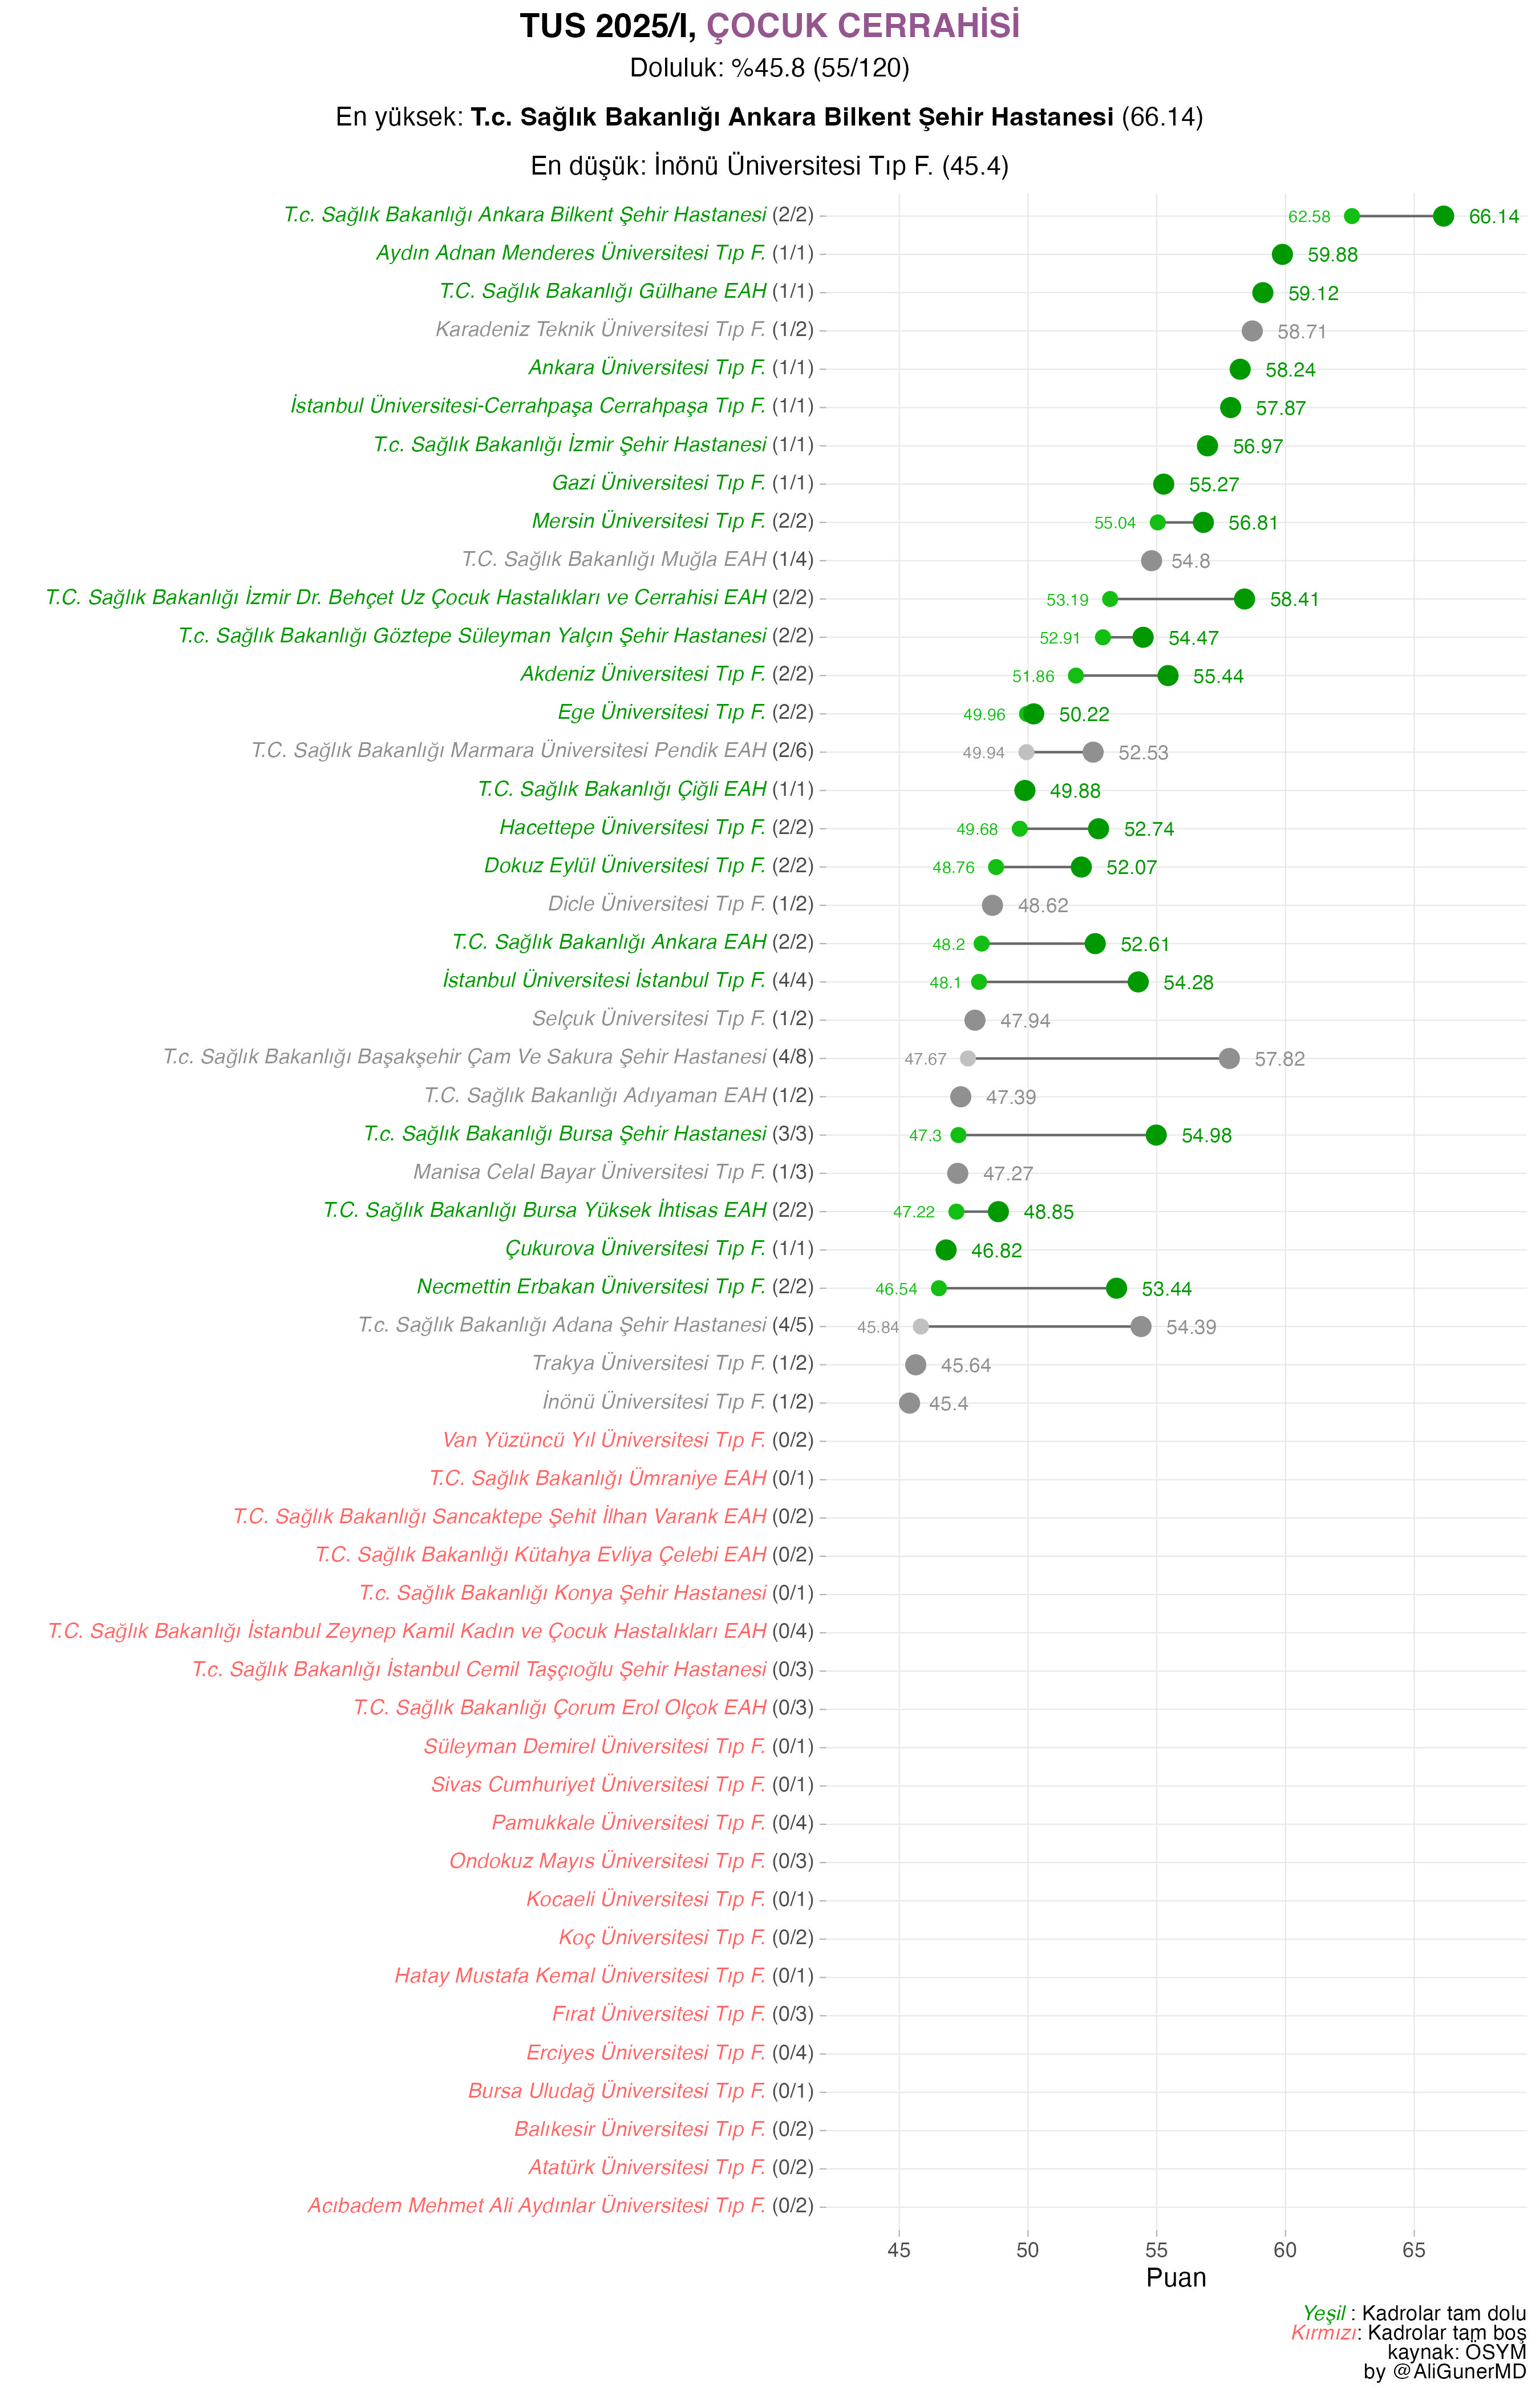 TUS 2025/I, ÇOCUK CERRAHİSİ
Doluluk: %45.8 (55/120)
En yüksek: T.c. Sağlık Bakanlığı Ankara Bilkent Şehir Hastanesi (66.14)
En düşük: İnönü Üniversitesi Tıp F. (45.4)
T.c. Sağlık Bakanlığı Ankara Bilkent Şehir Hastanesi (2/2) 62.58 66.14
Aydın Adnan Menderes Üniversitesi Tıp F. (1/1) 59.88
T.C. Sağlık Bakanlığı Gülhane EAH (1/1) 59.12
Karadeniz Teknik Üniversitesi Tıp F. (1/2) 58.71
Ankara Üniversitesi Tıp F. (1/1) 58.24
İstanbul Üniversitesi-Cerrahpaşa Cerrahpaşa Tıp F. (1/1) 57.87
T.c. Sağlık Bakanlığı İzmir Şehir Hastanesi (1/1) 56.97
Gazi Üniversitesi Tıp F. (1/1) 55.27
Mersin Üniversitesi Tıp F. (2/2) 55.04 56.81
T.C. Sağlık Bakanlığı Muğla EAH (1/4) 54.8
T.C. Sağlık Bakanlığı İzmir Dr. Behçet Uz Çocuk Hastalıkları ve Cerrahisi EAH (2/2) 53.19 58.41
T.c. Sağlık Bakanlığı Göztepe Süleyman Yalçın Şehir Hastanesi (2/2) 52.91 54.47
Akdeniz Üniversitesi Tıp F. (2/2) 51.86 55.44
Ege Üniversitesi Tıp F. (2/2) 49.96 50.22
T.C. Sağlık Bakanlığı Marmara Üniversitesi Pendik EAH (2/6) 49.94 52.53
T.C. Sağlık Bakanlığı Çiğli EAH (1/1) 49.88
Hacettepe Üniversitesi Tıp F. (2/2) 49.68 52.74
Dokuz Eylül Üniversitesi Tıp F. (2/2) 48.76 52.07
Dicle Üniversitesi Tıp F. (1/2) 48.62
T.C. Sağlık Bakanlığı Ankara EAH (2/2) 48.2 52.61
İstanbul Üniversitesi İstanbul Tıp F. (4/4) 48.1 54.28
Selçuk Üniversitesi Tıp F. (1/2) 47.94
T.c. Sağlık Bakanlığı Başakşehir Çam Ve Sakura Şehir Hastanesi (4/8) 47.67 57.82
T.C. Sağlık Bakanlığı Adıyaman EAH (1/2) 47.39
T.c. Sağlık Bakanlığı Bursa Şehir Hastanesi (3/3) 47.3 54.98
Manisa Celal Bayar Üniversitesi Tıp F. (1/3) 47.27
T.C. Sağlık Bakanlığı Bursa Yüksek İhtisas EAH (2/2) 47.22 48.85
Çukurova Üniversitesi Tıp F. (1/1) 46.82
Necmettin Erbakan Üniversitesi Tıp F. (2/2) 46.54 53.44
T.c. Sağlık Bakanlığı Adana Şehir Hastanesi (4/5) 45.84 54.39
Trakya Üniversitesi Tıp F. (1/2) 45.64
İnönü Üniversitesi Tıp F. (1/2) 45.4
Van Yüzüncü Yıl Üniversitesi Tıp F. (0/2)
T.C. Sağlık Bakanlığı Ümraniye EAH (0/1)
T.C. Sağlık Bakanlığı Sancaktepe Şehit İlhan Varank EAH (0/2)
T.C. Sağlık Bakanlığı Kütahya Evliya Çelebi EAH (0/2)
T.c. Sağlık Bakanlığı Konya Şehir Hastanesi (0/1)
T.C. Sağlık Bakanlığı İstanbul Zeynep Kamil Kadın ve Çocuk Hastalıkları EAH (0/4)
T.c. Sağlık Bakanlığı İstanbul Cemil Taşçıoğlu Şehir Hastanesi (0/3)
T.C. Sağlık Bakanlığı Çorum Erol Olçok EAH (0/3)
Süleyman Demirel Üniversitesi Tıp F. (0/1)
Sivas Cumhuriyet Üniversitesi Tıp F. (0/1)
Pamukkale Üniversitesi Tıp F. (0/4)
Ondokuz Mayıs Üniversitesi Tıp F. (0/3)
Kocaeli Üniversitesi Tıp F. (0/1)
Koç Üniversitesi Tıp F. (0/2)
Hatay Mustafa Kemal Üniversitesi Tıp F. (0/1)
Fırat Üniversitesi Tıp F. (0/3)
Erciyes Üniversitesi Tıp F. (0/4)
Bursa Uludağ Üniversitesi Tıp F. (0/1)
Balıkesir Üniversitesi Tıp F. (0/2)
Atatürk Üniversitesi Tıp F. (0/2)
Acıbadem Mehmet Ali Aydınlar Üniversitesi Tıp F. (0/2)
45 50 55 60 65
Puan
Yeşil : Kadrolar tam dolu
Kırmızı: Kadrolar tam boş
kaynak: ÖSYM
by @AliGunerMD